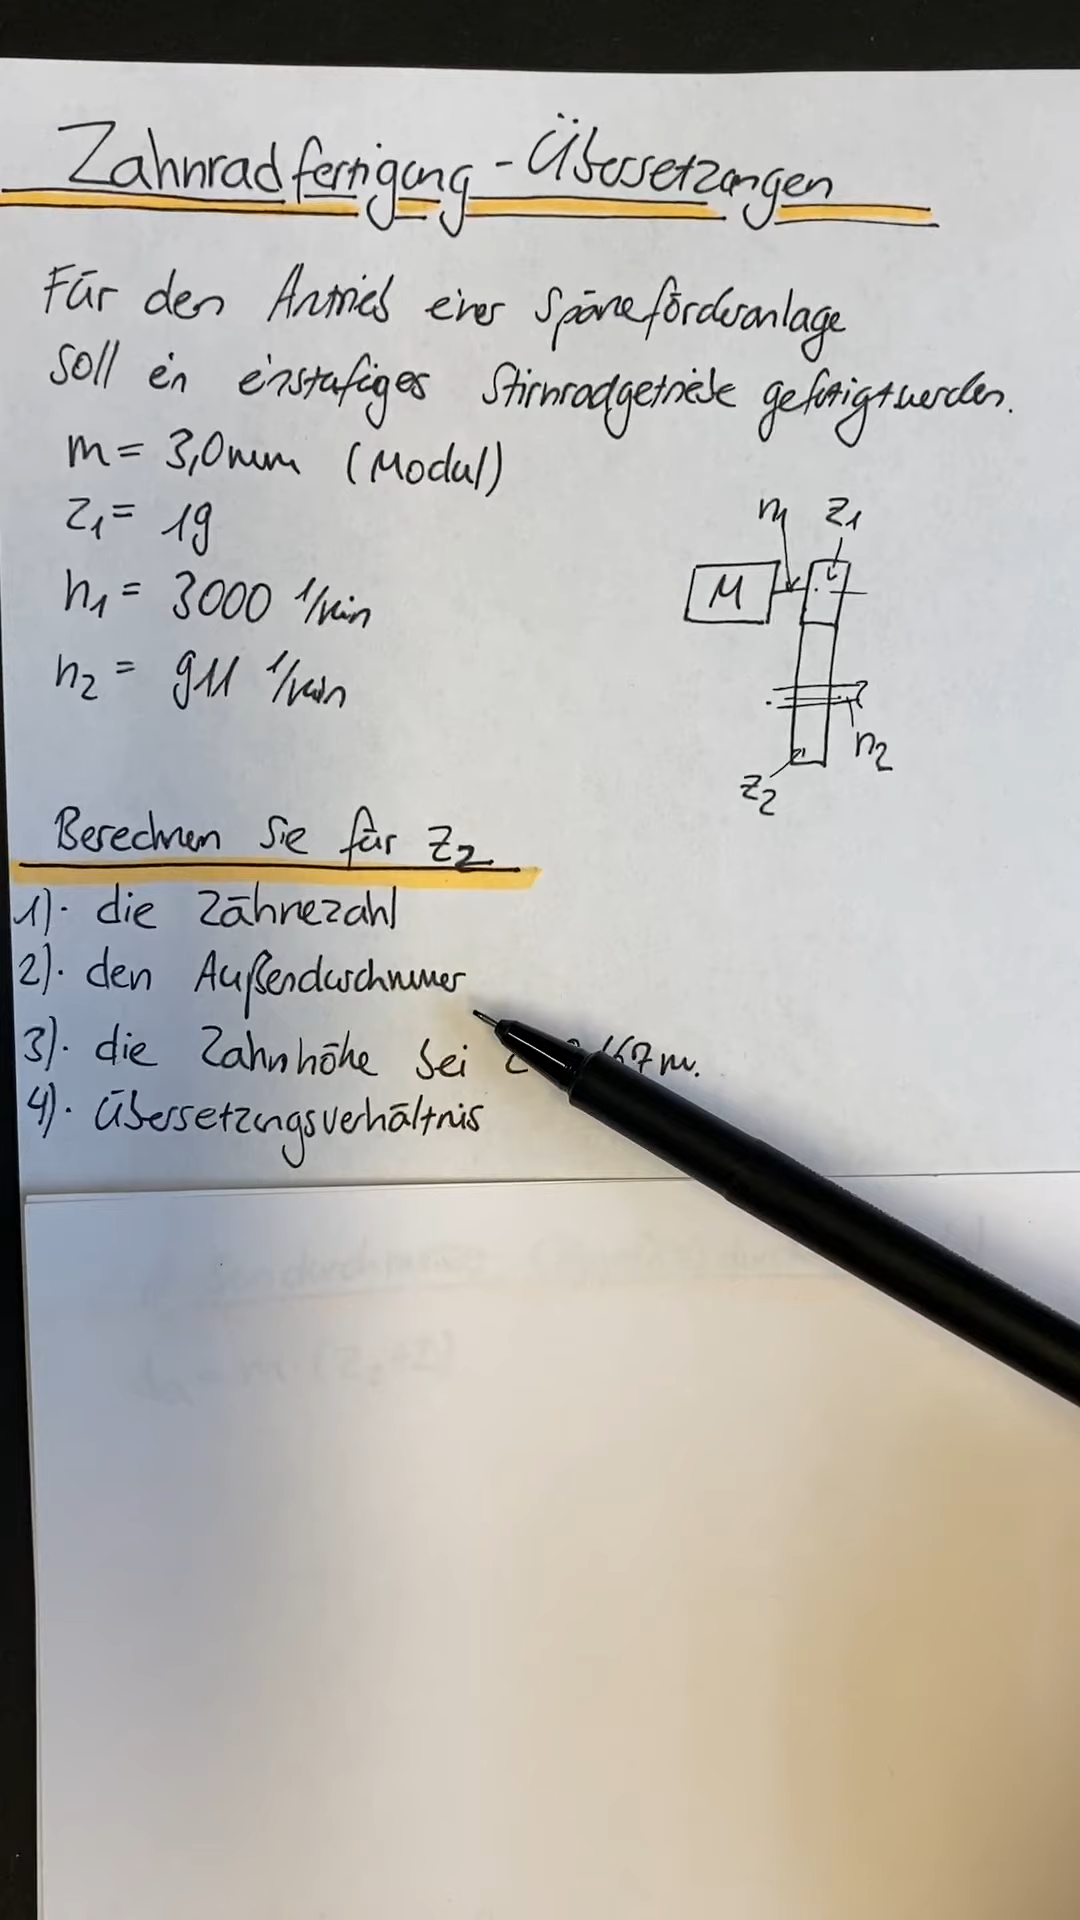 Zahnradfertigung - Übersetzungen
Für den Antrieb einer Späneförderanlage
soll ein einstufiges Stirnradgetriebe gefertigt werden.
m = 3,0mm (Modul)
z1 = 19
n1 = 3000 1/min
n2 = 911 1/min
n1 z1
M
n2
z2
Berechnen Sie für z2
1). die Zähnezahl
2). den Außendurchmesser
3). die Zahnhöhe bei 167m.
4). Übersetzungsverhältnis